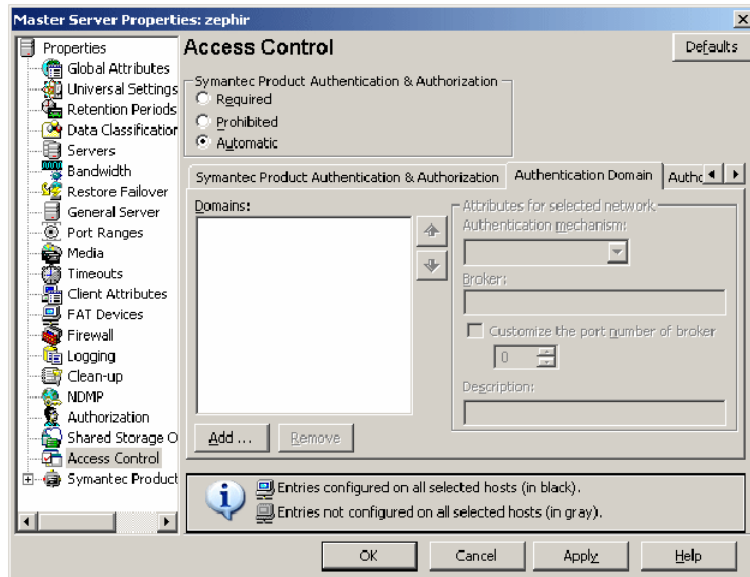 Master Server Properties: zephir
Properties
Global Attributes
Universal Settings
Retention Periods
Data Classification
Servers
Bandwidth
Restore Failover
General Server
Port Ranges
Media
Timeouts
Client Attributes
FAT Devices
Firewall
Logging
Clean-up
NDMP
Authorization
Shared Storage O
Access Control
Symantec Product
Access Control
Defaults
Symantec Product Authentication & Authorization
Required
Prohibited
Automatic
Symantec Product Authentication & Authorization
Authentication Domain
Autho
Domains:
Attributes for selected network
Authentication mechanism:
Broker:
Customize the port number of broker
0
Description:
Add ...
Remove
Entries configured on all selected hosts (in black).
Entries not configured on all selected hosts (in gray).
OK
Cancel
Apply
Help